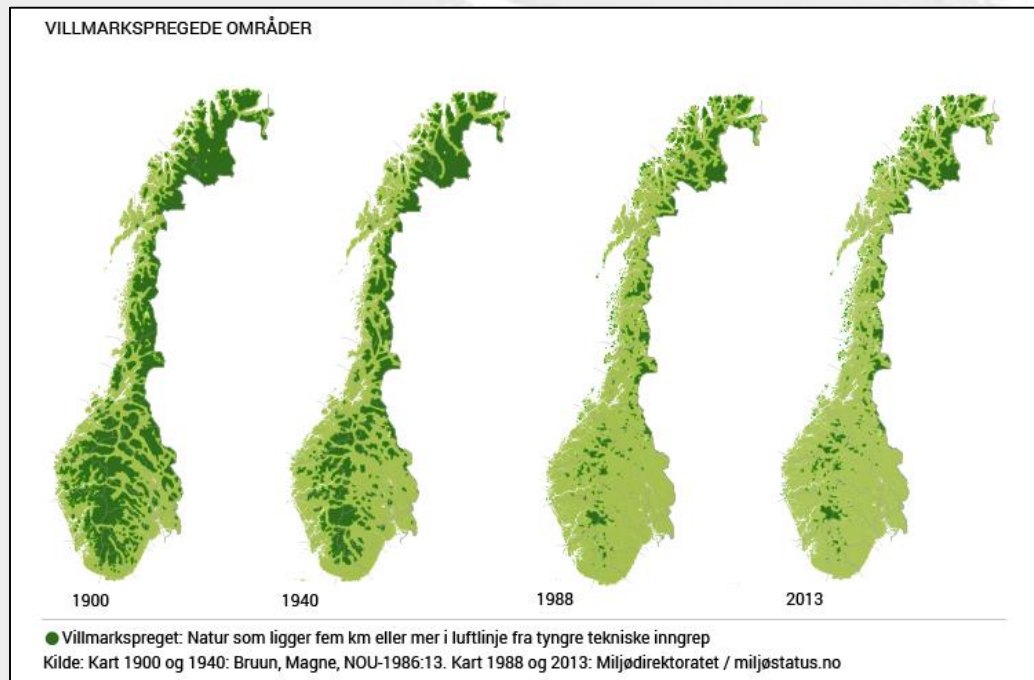 VILLMARKSPREGEDE OMRÅDER
1900 1940 1988 2013
Villmarkspreget: Natur som ligger fem km eller mer i luftlinje fra tyngre tekniske inngrep
Kilde: Kart 1900 og 1940: Bruun, Magne, NOU-1986:13. Kart 1988 og 2013: Miljødirektoratet / miljøstatus.no